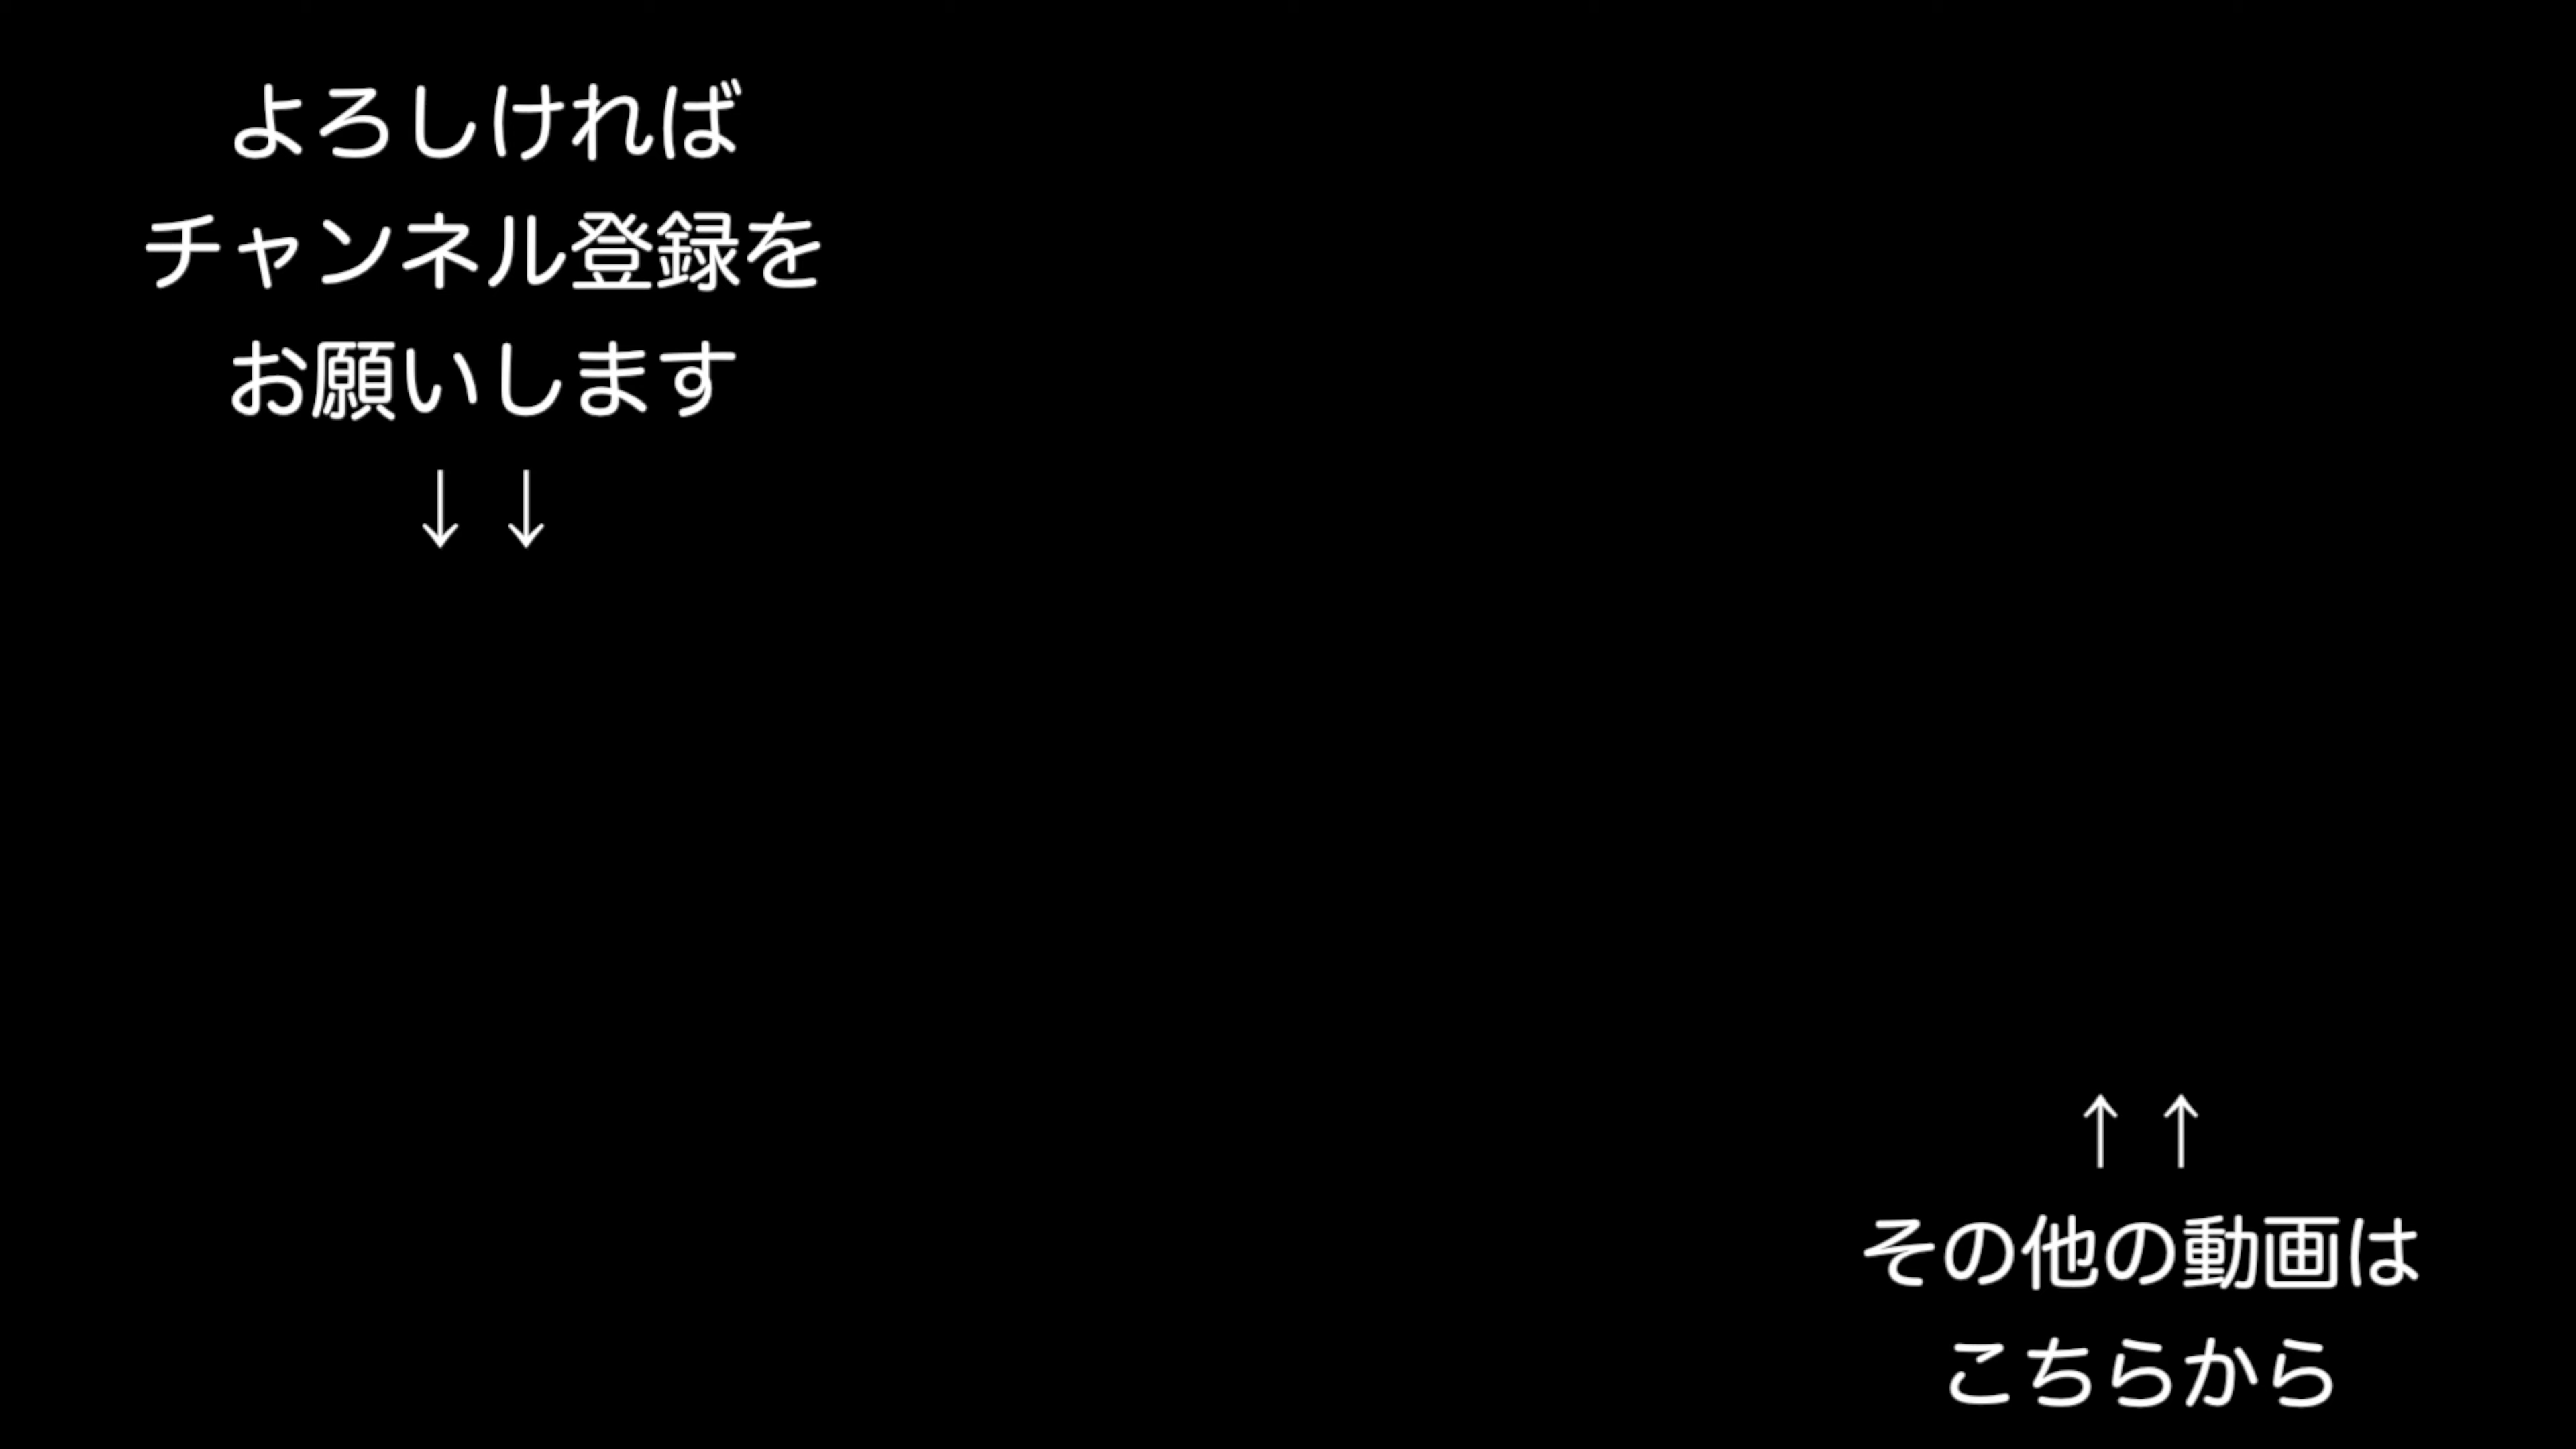 よろしければ
チャンネル登録を
お願いします
↓↓
↑↑
その他の動画は
こちらから